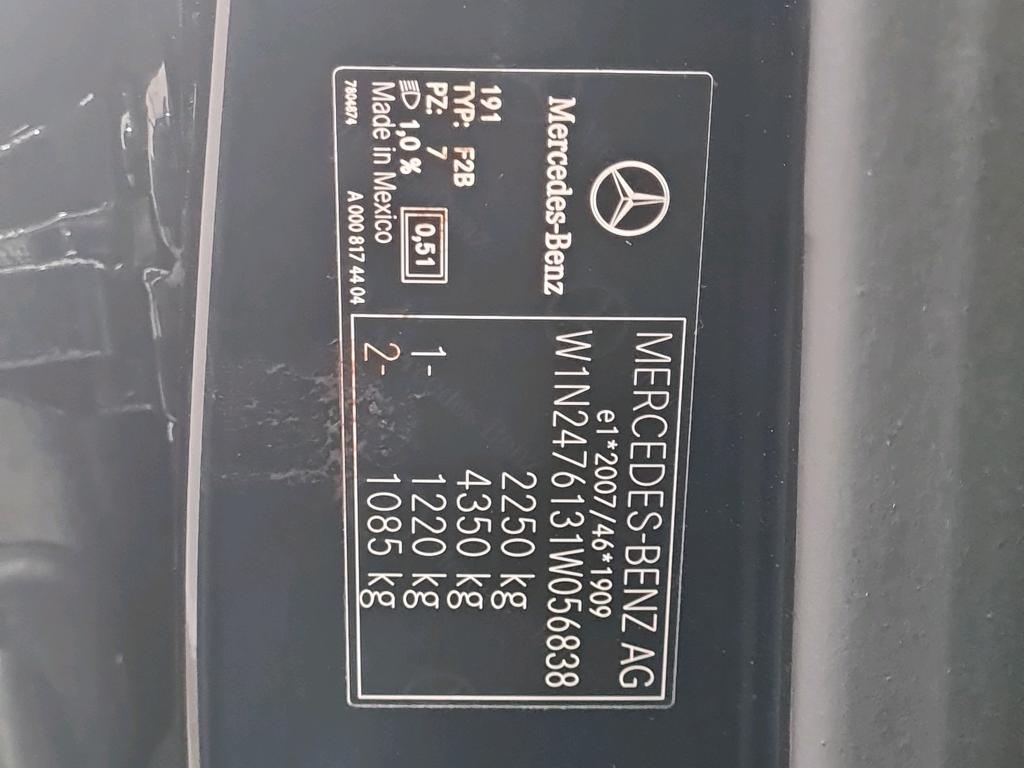 Mercedes-Benz
191
TYP: F2B
PZ: 7
1,0 %
0,51
Made in Mexico
7804874 A 000 817 44 04
MERCEDES-BENZ AG
e1*2007/46*1909
W1N2476131W056838
2250 kg
4350 kg
1- 1220 kg
2- 1085 kg